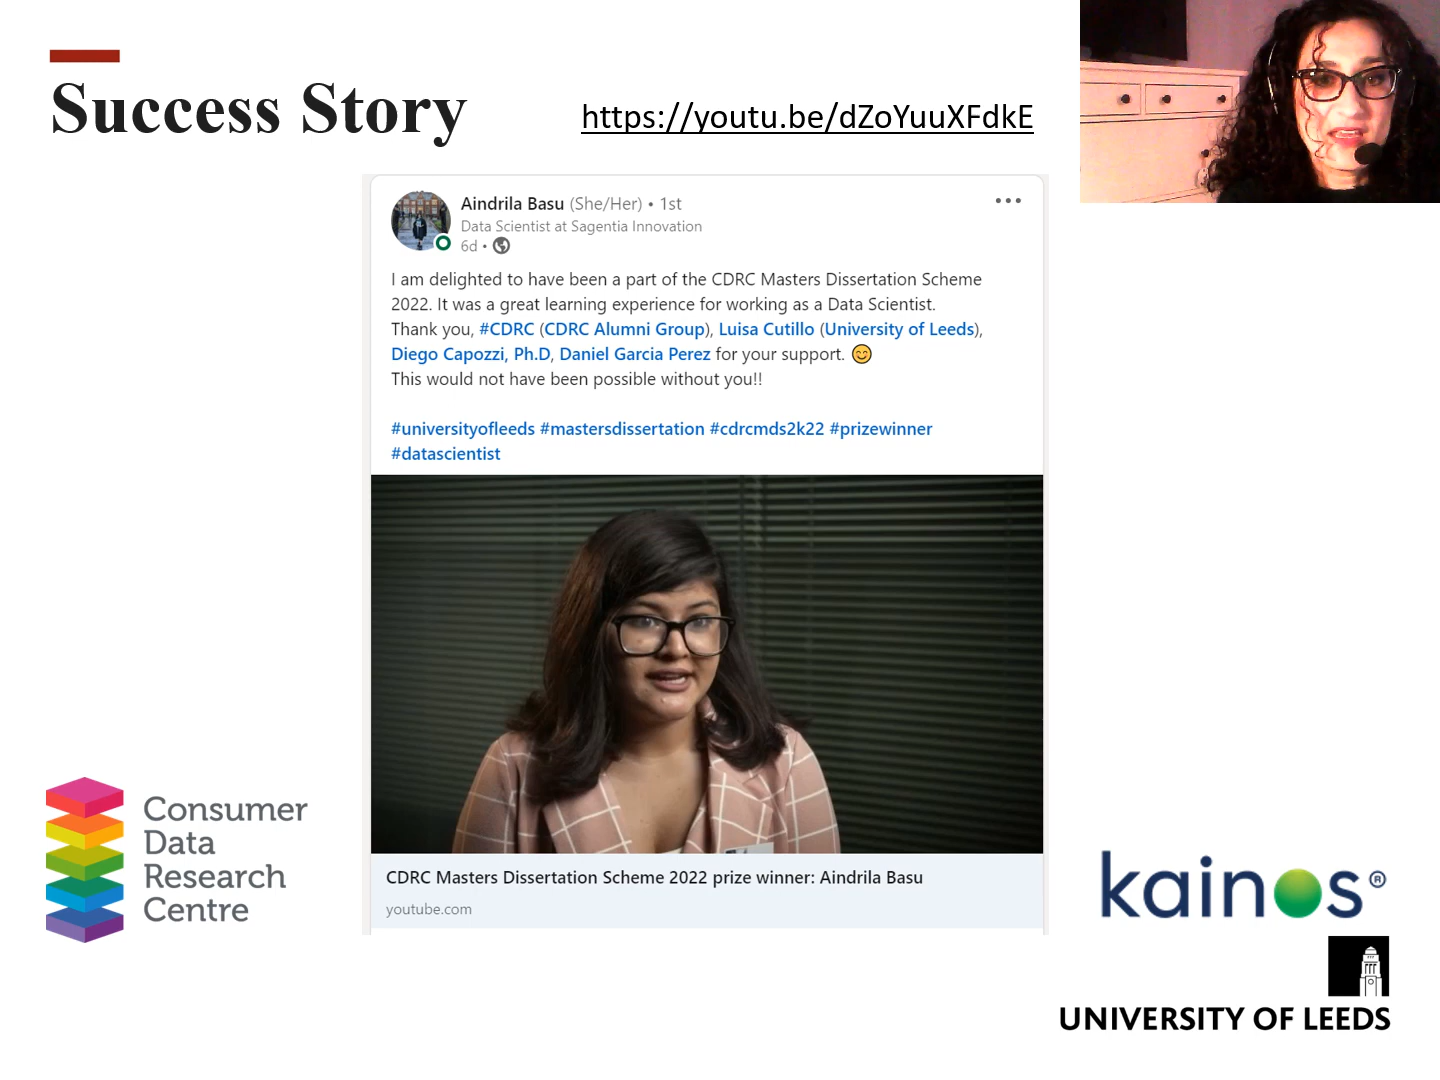 Success Story
https://youtu.be/dZoYuuXFdkE
Aindrila Basu (She/Her) • 1st
Data Scientist at Sagentia Innovation
6d •
I am delighted to have been a part of the CDRC Masters Dissertation Scheme
2022. It was a great learning experience for working as a Data Scientist.
Thank you, #CDRC (CDRC Alumni Group), Luisa Cutillo (University of Leeds),
Diego Capozzi, Ph.D, Daniel Garcia Perez for your support. 😊
This would not have been possible without you!!
#universityofleeds #mastersdissertation #cdrcmds2k22 #prizewinner
#datascientist
CDRC Masters Dissertation Scheme 2022 prize winner: Aindrila Basu
youtube.com
Consumer
Data
Research
Centre
kainos®
UNIVERSITY OF LEEDS